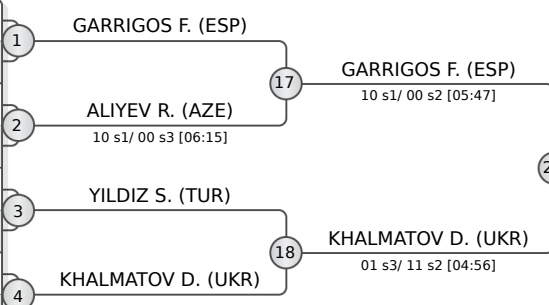 GARRIGOS F. (ESP)
1
17
GARRIGOS F. (ESP)
10 s1/ 00 s2 [05:47]
2
ALIYEV R. (AZE)
10 s1/ 00 s3 [06:15]
3
YILDIZ S. (TUR)
18
KHALMATOV D. (UKR)
01 s3/ 11 s2 [04:56]
4
KHALMATOV D. (UKR)